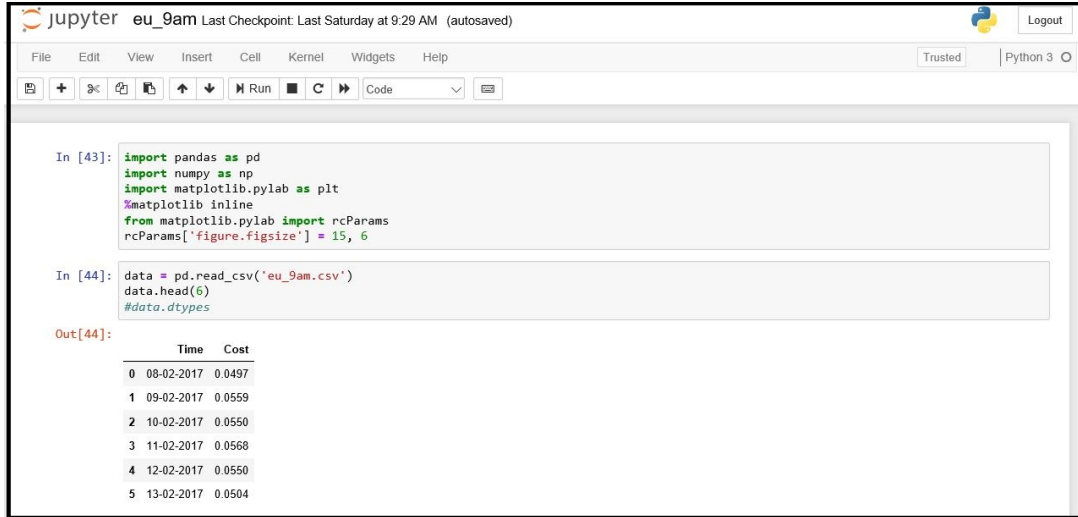 jupyter eu_9am Last Checkpoint: Last Saturday at 9:29 AM (autosaved) Logout
File Edit View Insert Cell Kernel Widgets Help Trusted Python 3
Run Code
In [43]: import pandas as pd
import numpy as np
import matplotlib.pylab as plt
%matplotlib inline
from matplotlib.pylab import rcParams
rcParams['figure.figsize'] = 15, 6
In [44]: data = pd.read_csv('eu_9am.csv')
data.head(6)
#data.dtypes
Out[44]:
Time Cost
0 08-02-2017 0.0497
1 09-02-2017 0.0559
2 10-02-2017 0.0550
3 11-02-2017 0.0568
4 12-02-2017 0.0550
5 13-02-2017 0.0504